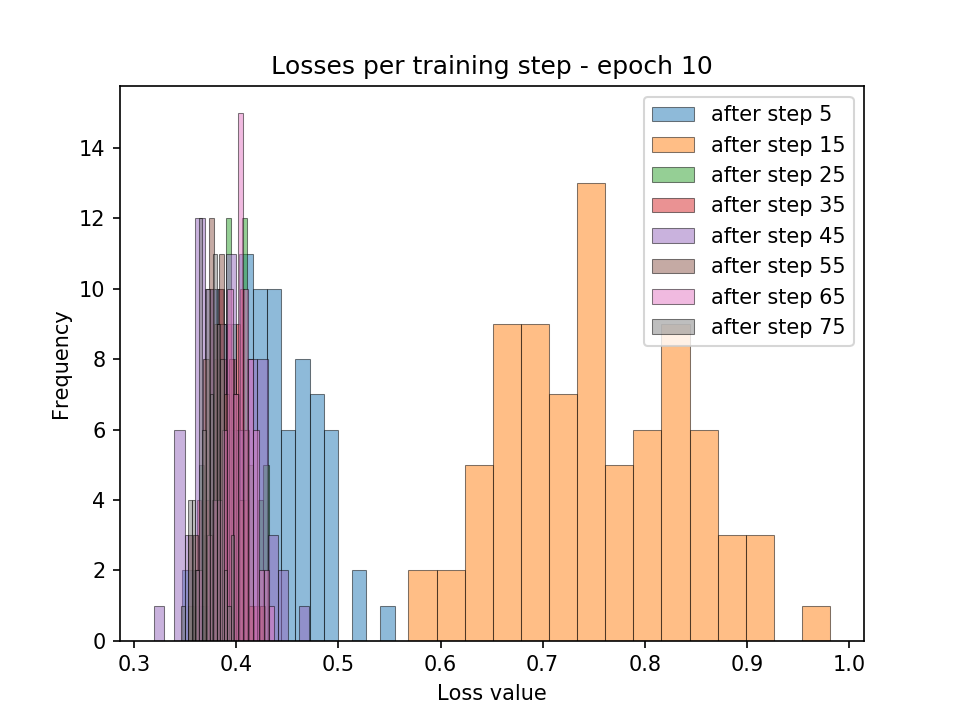 Losses per training step - epoch 10
after step 5
after step 15
after step 25
after step 35
after step 45
after step 55
after step 65
after step 75
14
12
10
8
6
4
2
0
Frequency
0.3 0.4 0.5 0.6 0.7 0.8 0.9 1.0
Loss value